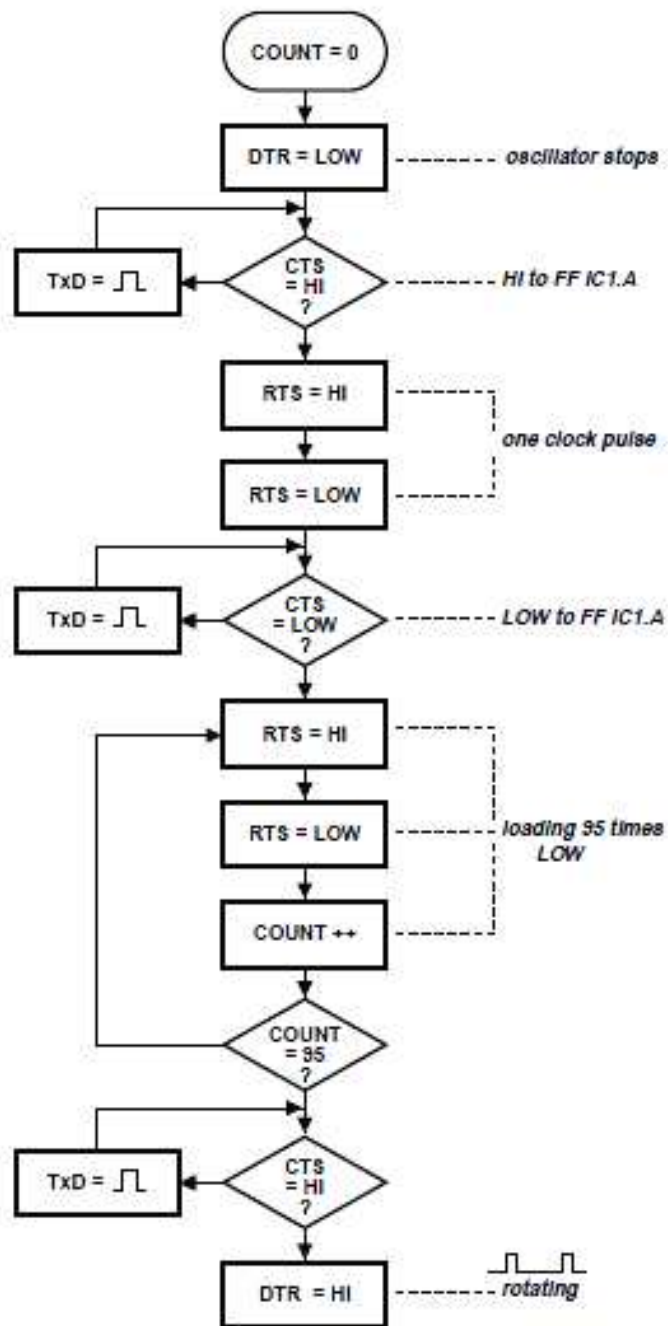 COUNT = 0
DTR = LOW
oscillator stops
TxD =
CTS
= HI
?
HI to FF IC1.A
RTS = HI
one clock pulse
RTS = LOW
TxD =
CTS
= LOW
?
LOW to FF IC1.A
RTS = HI
RTS = LOW
loading 95 times
LOW
COUNT ++
COUNT
= 95
?
TxD =
CTS
= HI
?
DTR = HI
rotating